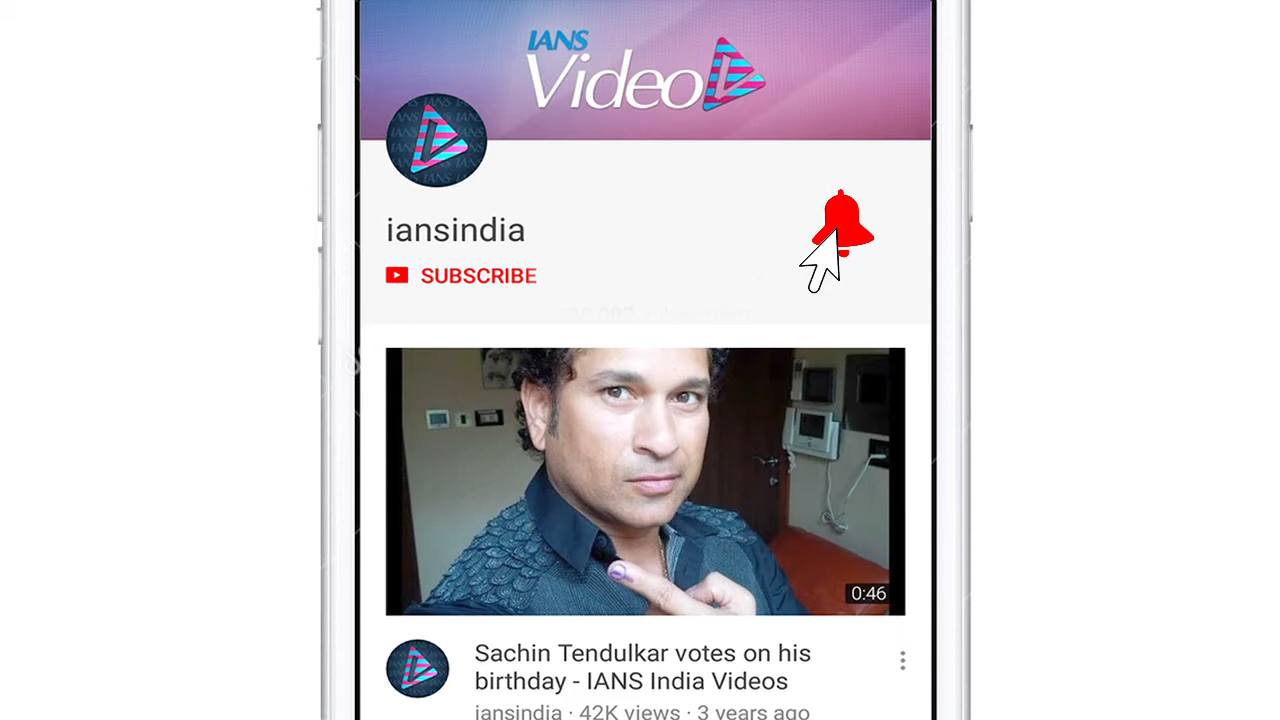 IANS
Video
iansindia
SUBSCRIBE
0:46
Sachin Tendulkar votes on his
birthday - IANS India Videos
iansindia · 42K views · 3 years ago